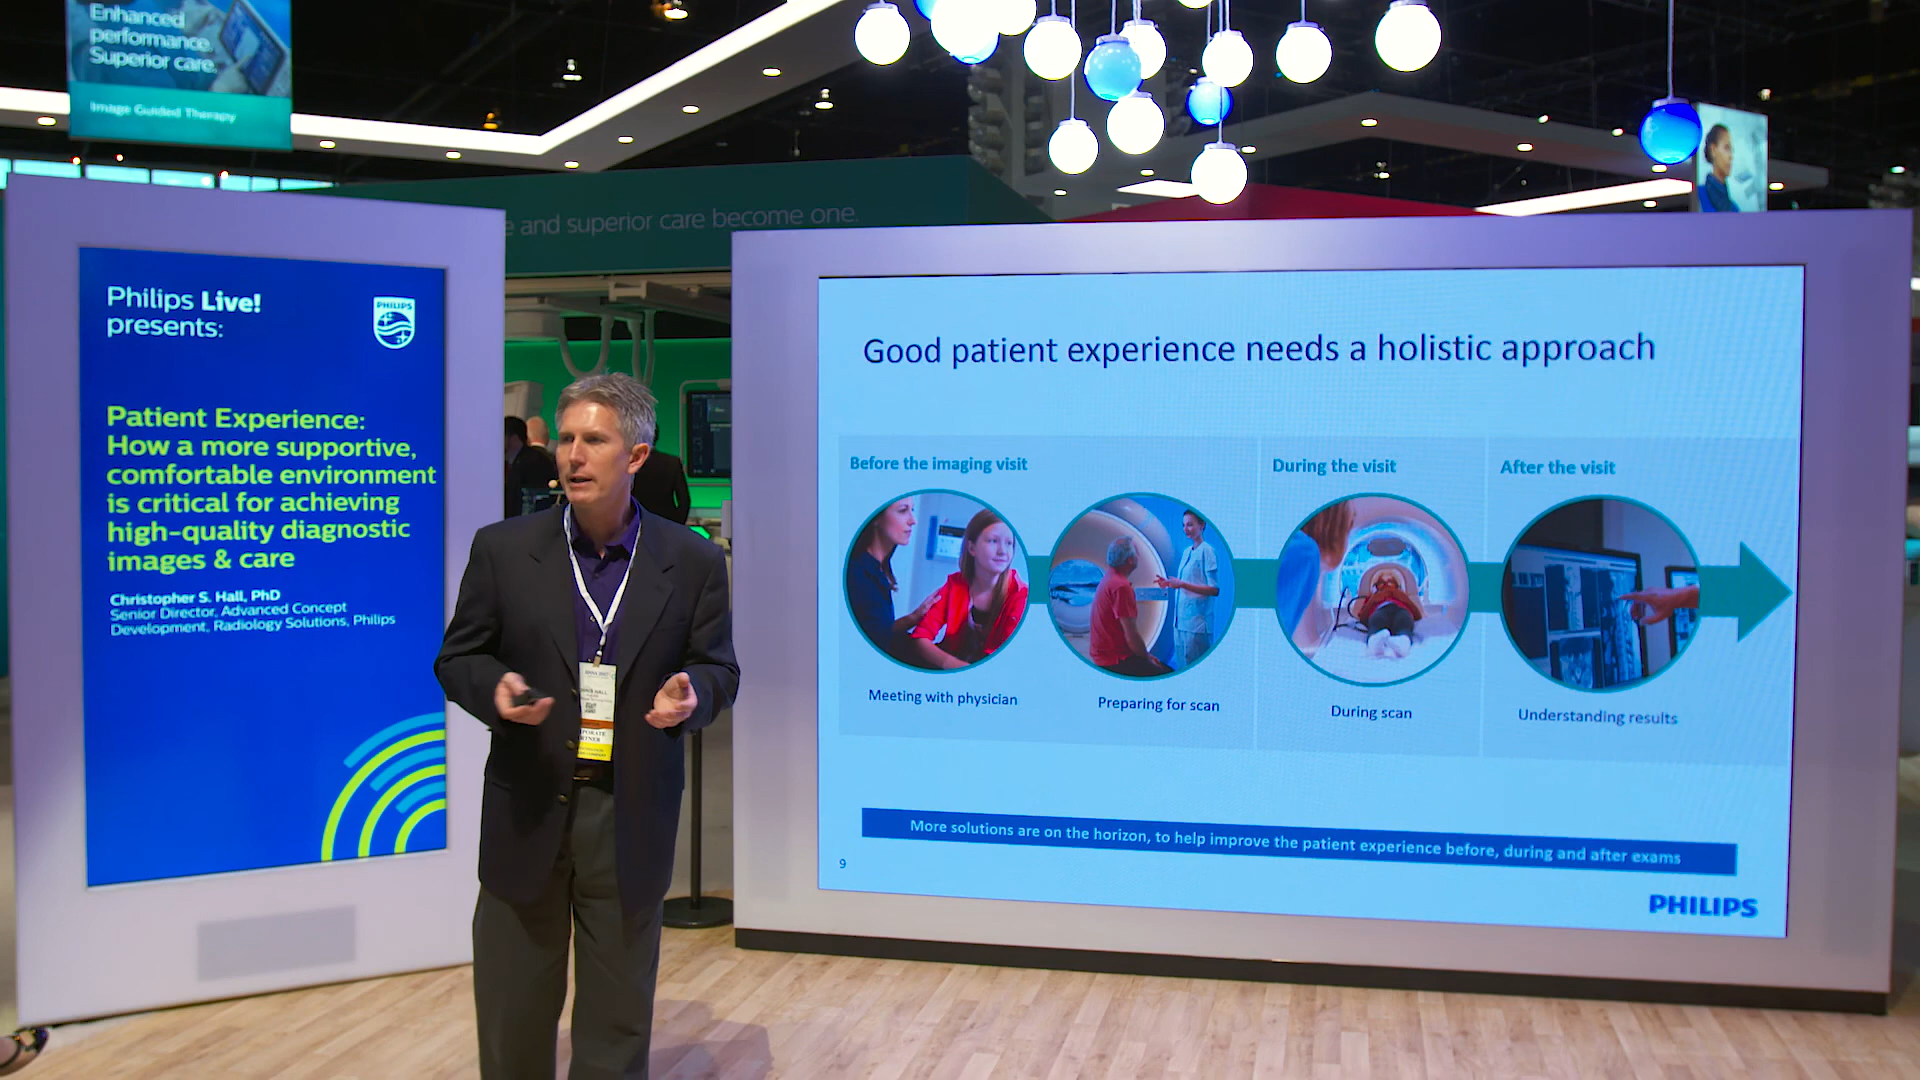 Enhanced
performance.
Superior care.
Image Guided Therapy
and superior care become one.
Philips Live!
presents:
PHILIPS
Patient Experience:
How a more supportive,
comfortable environment
is critical for achieving
high-quality diagnostic
images & care
Christopher S. Hall, PhD
Senior Director, Advanced Concept
Development, Radiology Solutions, Philips
Good patient experience needs a holistic approach
Before the imaging visit
During the visit
After the visit
Meeting with physician
Preparing for scan
During scan
Understanding results
More solutions are on the horizon, to help improve the patient experience before, during and after exams
9
PHILIPS
HALL